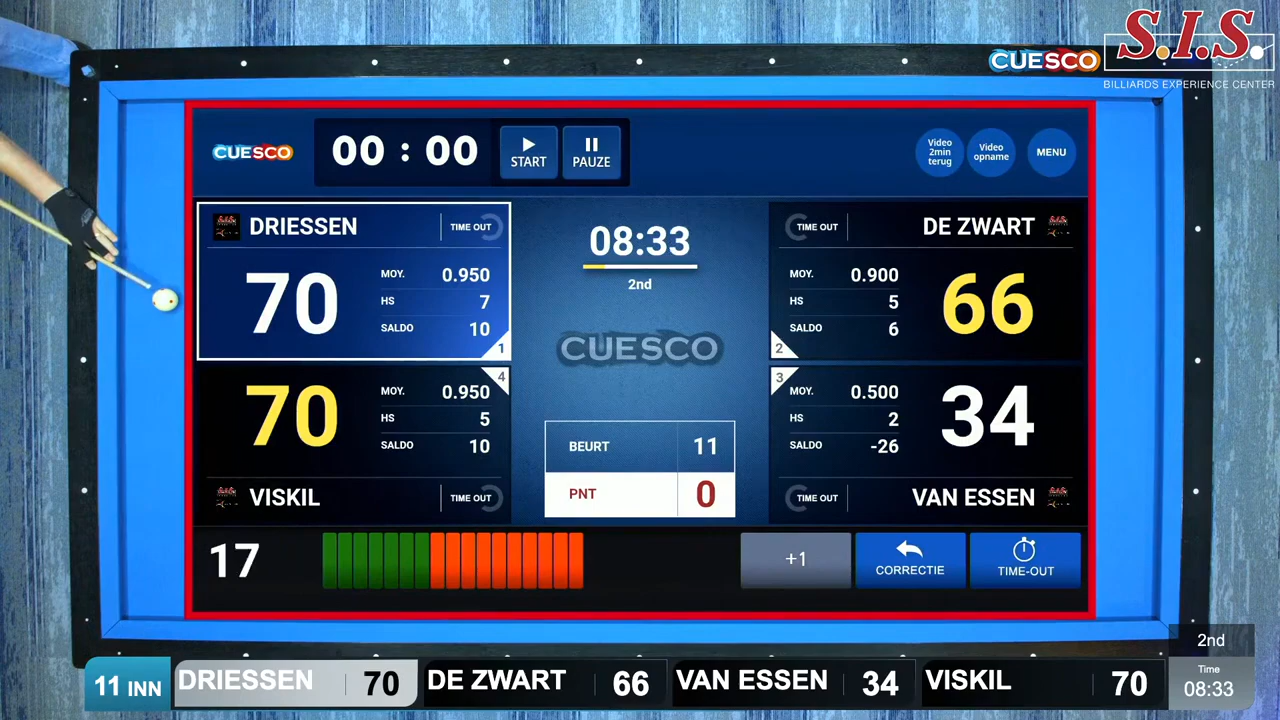 CUESCO
S.I.S.
BILLIARDS EXPERIENCE CENTER
CUESCO
00 : 00
START
PAUZE
Video 2min terug
Video opname
MENU
DRIESSEN
TIME OUT
70
MOY. 0.950
HS 7
SALDO 10
1
08:33
2nd
TIME OUT
DE ZWART
MOY. 0.900
HS 5
SALDO 6
66
2
CUESCO
4
70
MOY. 0.950
HS 5
SALDO 10
VISKIL
TIME OUT
BEURT 11
PNT 0
3
MOY. 0.500
HS 2
SALDO -26
34
TIME OUT
VAN ESSEN
17
+1
CORRECTIE
TIME-OUT
11 INN
DRIESSEN 70
DE ZWART 66
VAN ESSEN 34
VISKIL 70
2nd
Time
08:33